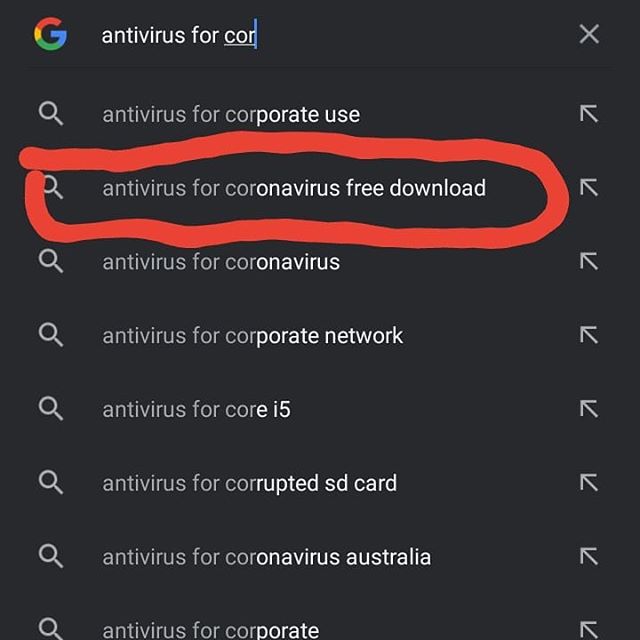 antivirus for cor
antivirus for corporate use
antivirus for coronavirus free download
antivirus for coronavirus
antivirus for corporate network
antivirus for core i5
antivirus for corrupted sd card
antivirus for coronavirus australia
antivirus for corporate